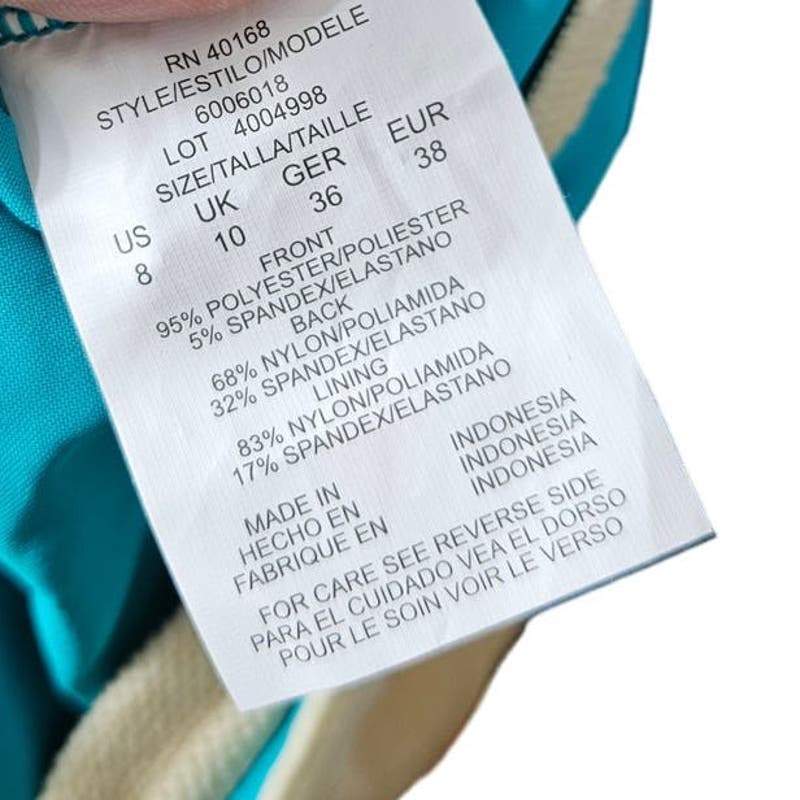 RN 40168
STYLE/ESTILO/MODELE
6006018
LOT 4004998
SIZE/TALLA/TAILLE
US UK GER EUR
8 10 36 38
FRONT
95% POLYESTER/POLIESTER
5% SPANDEX/ELASTANO
BACK
68% NYLON/POLIAMIDA
32% SPANDEX/ELASTANO
LINING
83% NYLON/POLIAMIDA
17% SPANDEX/ELASTANO
MADE IN INDONESIA
HECHO EN INDONESIA
FABRIQUE EN INDONESIA
FOR CARE SEE REVERSE SIDE
PARA EL CUIDADO VEA EL DORSO
POUR LE SOIN VOIR LE VERSO